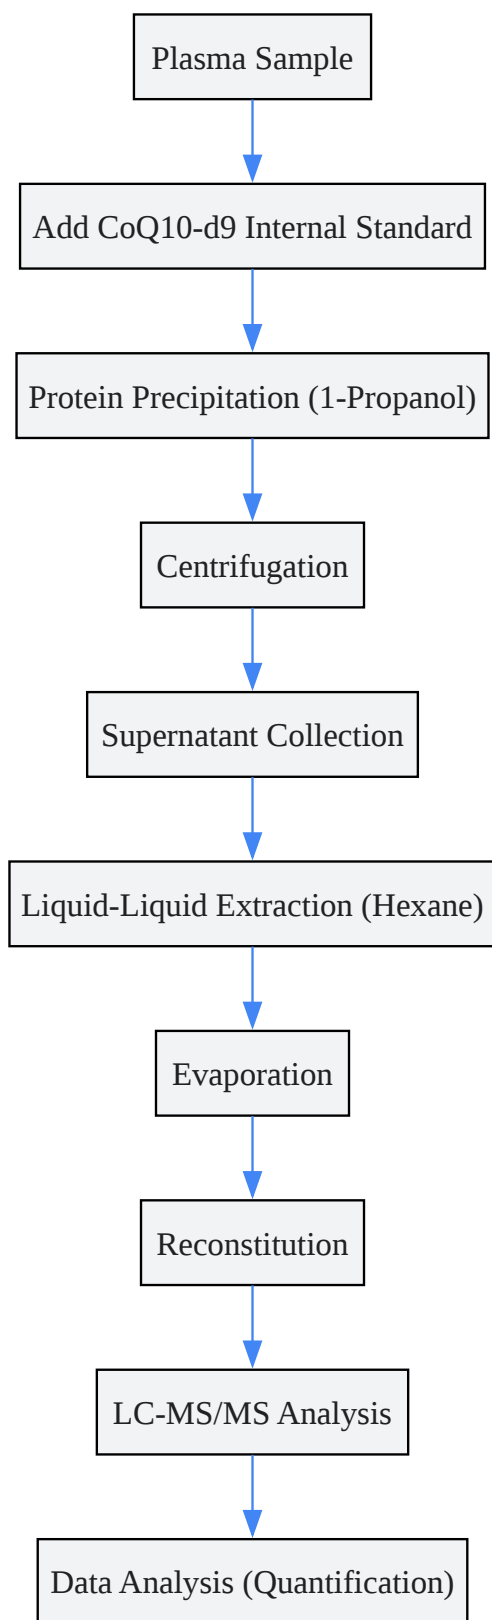 Plasma Sample
Add CoQ10-d9 Internal Standard
Protein Precipitation (1-Propanol)
Centrifugation
Supernatant Collection
Liquid-Liquid Extraction (Hexane)
Evaporation
Reconstitution
LC-MS/MS Analysis
Data Analysis (Quantification)